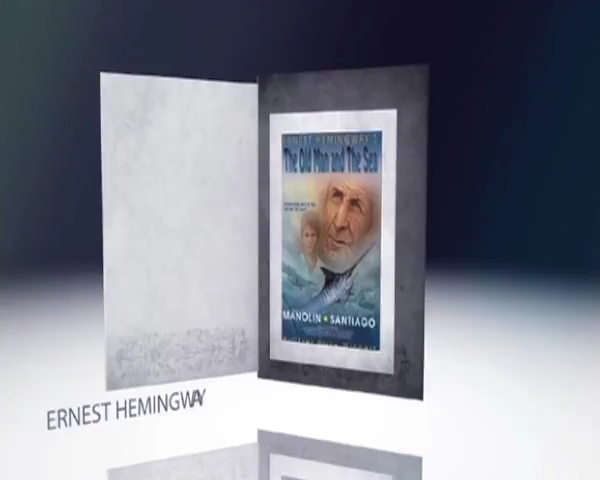 ERNEST HEMINGWAY'S
The Old Man and The Sea
MANOLIN ★ SANTIAGO
ERNEST HEMINGWAY